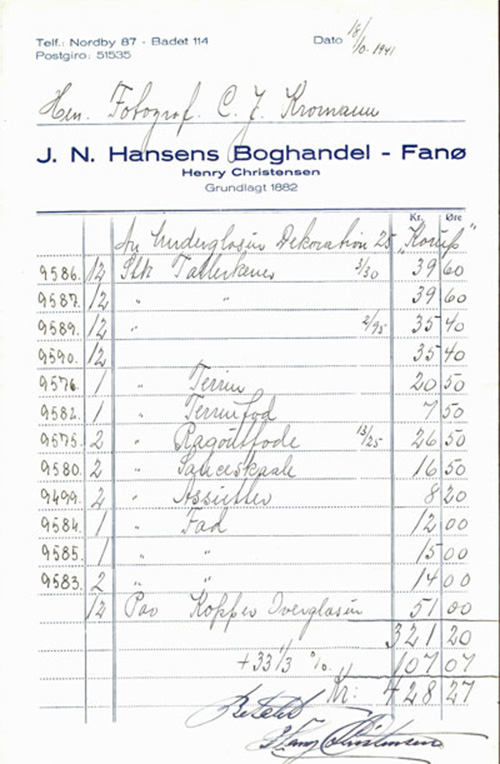 Telf.: Nordby 87 - Badet 114
Postgiro: 51535
Dato 18/10-1941
Herr. Fotograf. C. J. Kromann
J. N. Hansens Boghandel - Fanø
Henry Christensen
Grundlagt 1882
Kr. Øre
Underglasur Dekoration 25 "Korup"
9586. 12 Stk Tallerkener 3/30 39 60
9587. 12 " " 39 60
9589. 12 " 2/95 35 40
9590. 12 35 40
9576. 1 " Terrin 20 50
9582. 1 " Terrinfod 7 50
9575. 2 " Ragoutfade 13/25 26 50
9580. 2 " Sauceskaale 16 50
9499. 2 " Assietter 8 20
9584. 1 " Fad 12 00
9585. 1 " " 15 00
9583. 2 " " 14 00
12 Par Kopper Overglasur 51 00
321 20
+ 33 1/3 %. 107 07
Kr: 428 27
Betalt
Henry Christensen